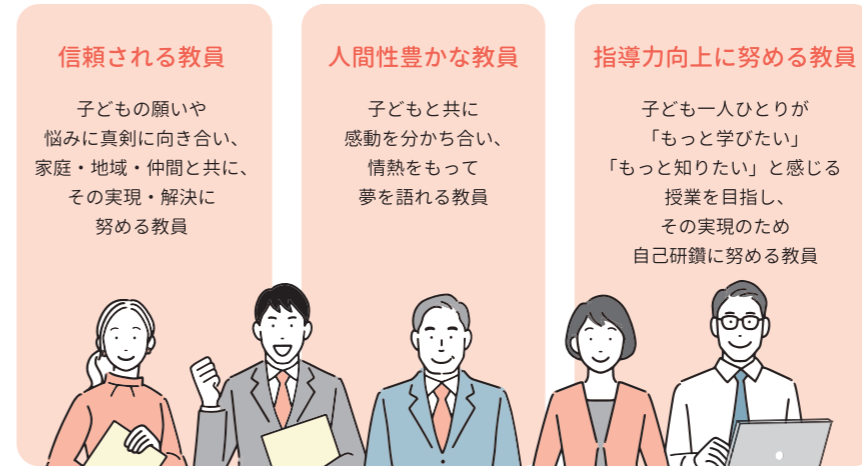 信頼される教員
子どもの願いや
悩みに真剣に向き合い、
家庭・地域・仲間と共に、
その実現・解決に
努める教員
人間性豊かな教員
子どもと共に
感動を分かち合い、
情熱をもって
夢を語れる教員
指導力向上に努める教員
子ども一人ひとりが
「もっと学びたい」
「もっと知りたい」と感じる
授業を目指し、
その実現のため
自己研鑽に努める教員